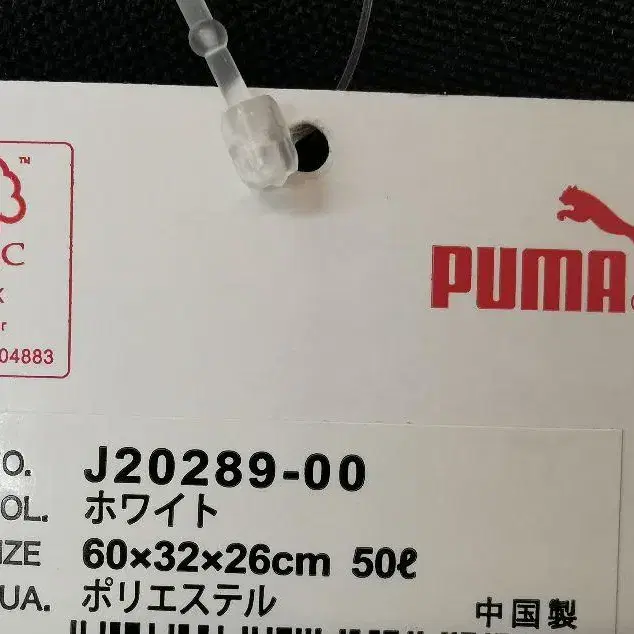 TM
C
r
04883
PUMA
O. J20289-00
OL. ホワイト
IZE 60×32×26cm 50ℓ
UA. ポリエステル
中国製